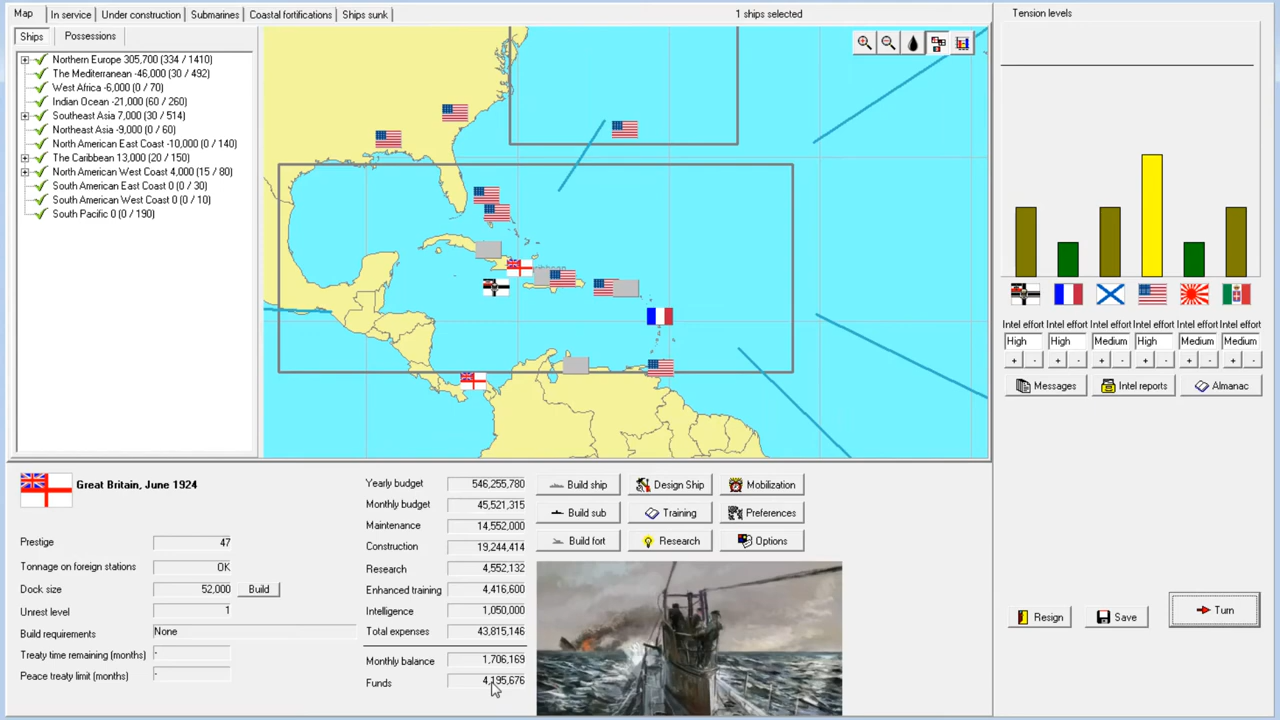 Map In service Under construction Submarines Coastal fortifications Ships sunk 1 ships selected Tension levels
Ships Possessions
Northern Europe 305,700 (334 / 1410)
The Mediterranean -46,000 (30 / 492)
West Africa -6,000 (0 / 70)
Indian Ocean -21,000 (60 / 260)
Southeast Asia 7,000 (30 / 514)
Northeast Asia -9,000 (0 / 60)
North American East Coast -10,000 (0 / 140)
The Caribbean 13,000 (20 / 150)
North American West Coast 4,000 (15 / 80)
South American East Coast 0 (0 / 30)
South American West Coast 0 (0 / 10)
South Pacific 0 (0 / 190)
Intel effort Intel effort Intel effort Intel effort Intel effort Intel effort
High High Medium High Medium Medium
+ - + - + - + - + - + -
Messages Intel reports Almanac
Great Britain, June 1924
Prestige 47
Tonnage on foreign stations OK
Dock size 52,000 Build
Unrest level 1
Build requirements None
Treaty time remaining (months) -
Peace treaty limit (months) -
Yearly budget 546,255,780
Monthly budget 45,521,315
Maintenance 14,552,000
Construction 19,244,414
Research 4,552,132
Enhanced training 4,416,600
Intelligence 1,050,000
Total expenses 43,815,146
Monthly balance 1,706,169
Funds 4,195,676
Build ship Design Ship Mobilization
Build sub Training Preferences
Build fort Research Options
Resign Save Turn